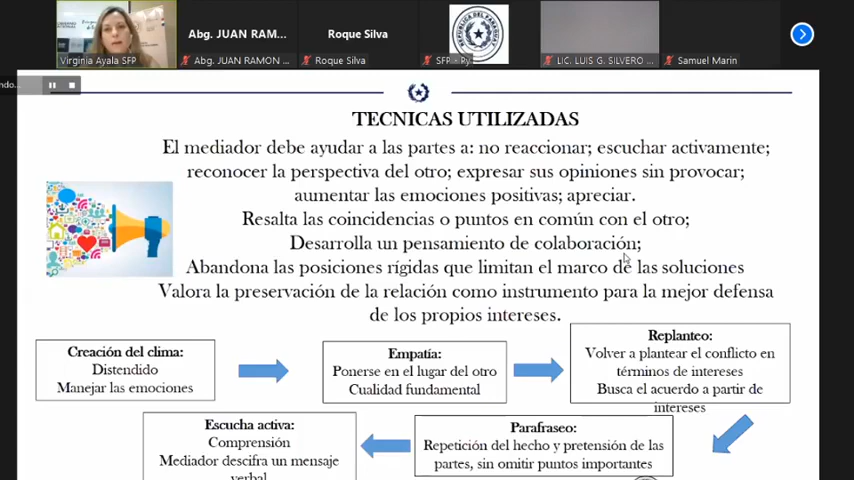 Abg. JUAN RAM...
Roque Silva
REPUBLICA DEL PARAGUAY
Virginia Ayala SFP
Abg. JUAN RAMON ...
Roque Silva
SFP - Py
LIC. LUIS G. SILVERO ...
Samuel Marin
ndo...
TECNICAS UTILIZADAS
El mediador debe ayudar a las partes a: no reaccionar; escuchar activamente;
reconocer la perspectiva del otro; expresar sus opiniones sin provocar;
aumentar las emociones positivas; apreciar.
Resalta las coincidencias o puntos en común con el otro;
Desarrolla un pensamiento de colaboración;
Abandona las posiciones rígidas que limitan el marco de las soluciones
Valora la preservación de la relación como instrumento para la mejor defensa
de los propios intereses.
Creación del clima:
Distendido
Manejar las emociones
Empatía:
Ponerse en el lugar del otro
Cualidad fundamental
Replanteo:
Volver a plantear el conflicto en
términos de intereses
Busca el acuerdo a partir de
intereses
Escucha activa:
Comprensión
Mediador descifra un mensaje
verbal
Parafraseo:
Repetición del hecho y pretensión de las
partes, sin omitir puntos importantes